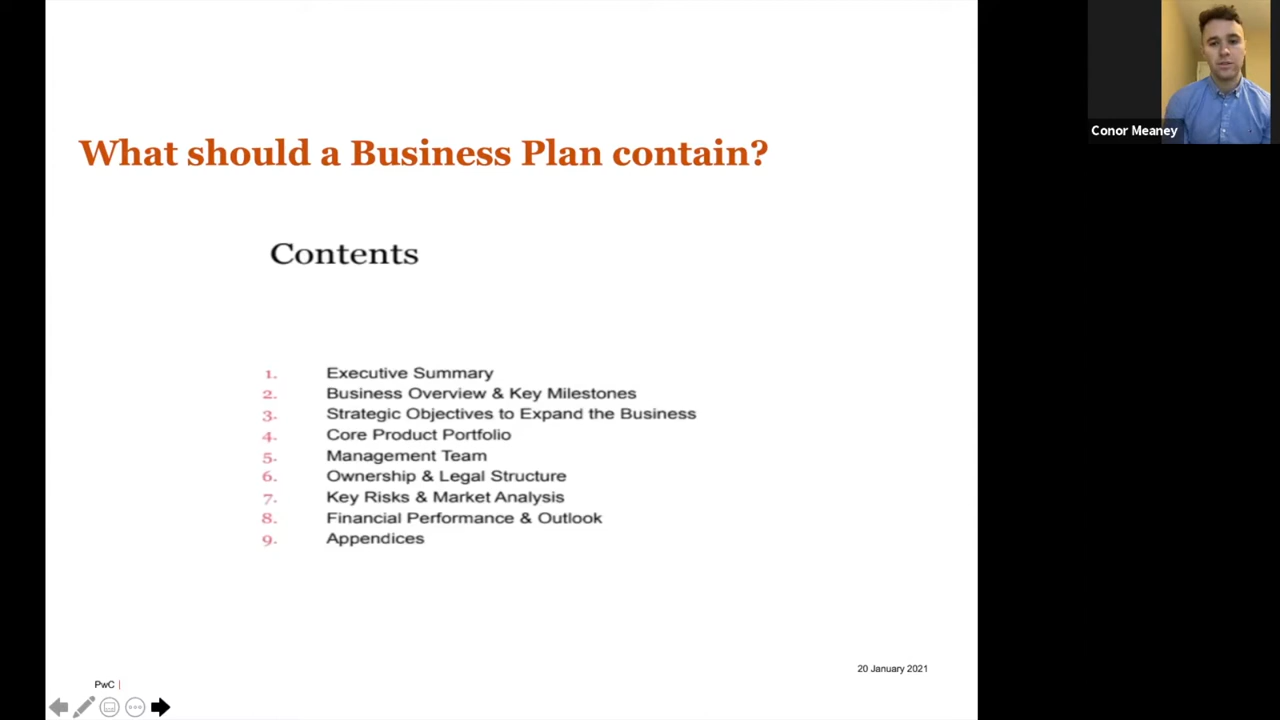 What should a Business Plan contain?
Contents
1. Executive Summary
2. Business Overview & Key Milestones
3. Strategic Objectives to Expand the Business
4. Core Product Portfolio
5. Management Team
6. Ownership & Legal Structure
7. Key Risks & Market Analysis
8. Financial Performance & Outlook
9. Appendices
20 January 2021
PwC |
Conor Meaney